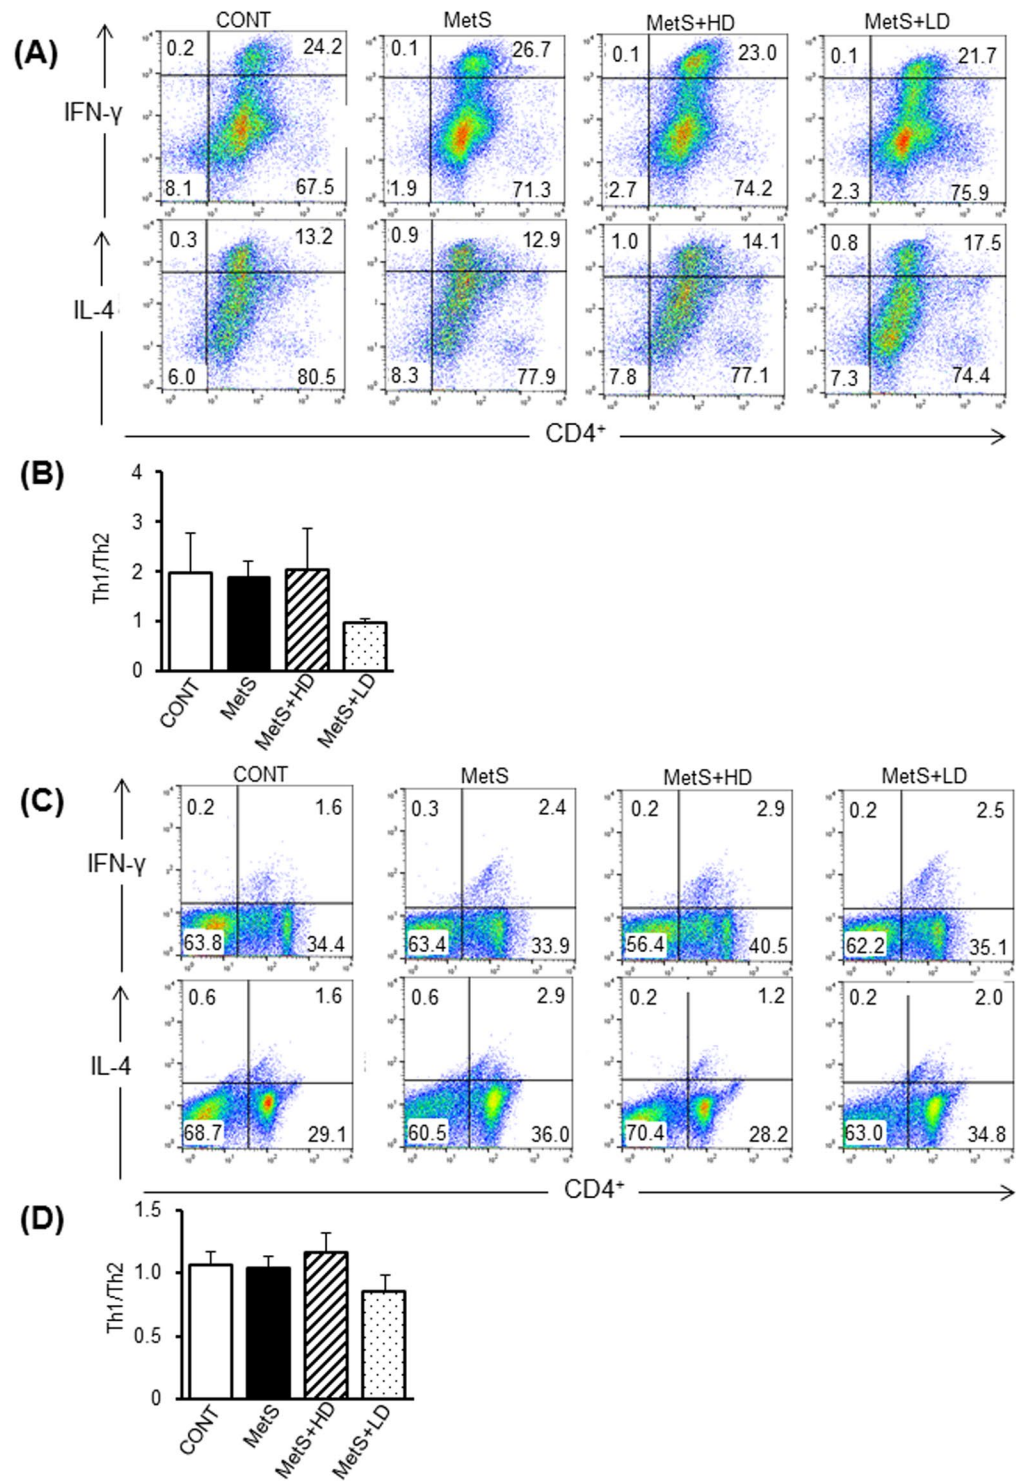 (A)
CONT MetS MetS+HD MetS+LD
IFN-γ
0.2 24.2 0.1 26.7 0.1 23.0 0.1 21.7
8.1 67.5 1.9 71.3 2.7 74.2 2.3 75.9
IL-4
0.3 13.2 0.9 12.9 1.0 14.1 0.8 17.5
6.0 80.5 8.3 77.9 7.8 77.1 7.3 74.4
CD4⁺
(B)
Th1/Th2
4
3
2
1
0
CONT MetS MetS+HD MetS+LD
(C)
CONT MetS MetS+HD MetS+LD
IFN-γ
0.2 1.6 0.3 2.4 0.2 2.9 0.2 2.5
63.8 34.4 63.4 33.9 56.4 40.5 62.2 35.1
IL-4
0.6 1.6 0.6 2.9 0.2 1.2 0.2 2.0
68.7 29.1 60.5 36.0 70.4 28.2 63.0 34.8
CD4⁺
(D)
Th1/Th2
1.5
1.0
0.5
0
CONT MetS MetS+HD MetS+LD